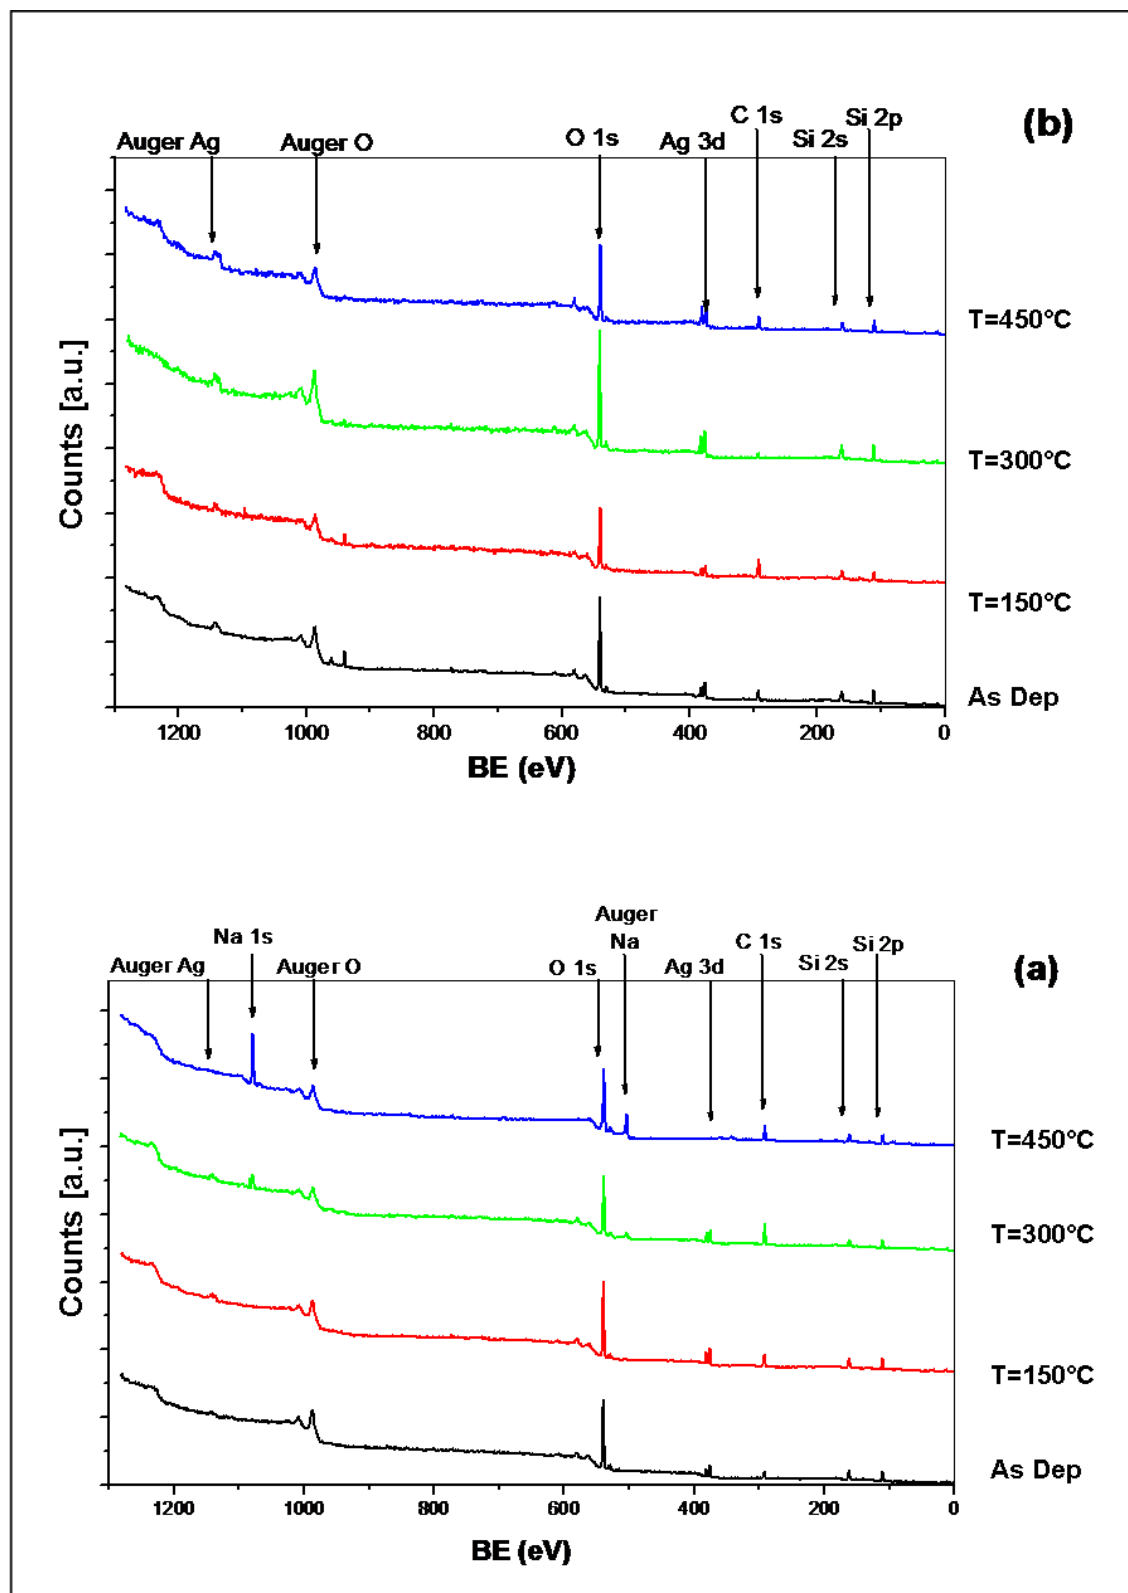 (b)
C 1s
Si 2p
Auger Ag
Auger O
O 1s
Ag 3d
Si 2s
T=450°C
T=300°C
T=150°C
As Dep
Counts [a.u.]
1200
1000
800
600
400
200
0
BE (eV)
Auger
Na 1s
Na
C 1s
Si 2p
(a)
Auger Ag
Auger O
O 1s
Ag 3d
Si 2s
T=450°C
T=300°C
T=150°C
As Dep
Counts [a.u.]
1200
1000
800
600
400
200
0
BE (eV)